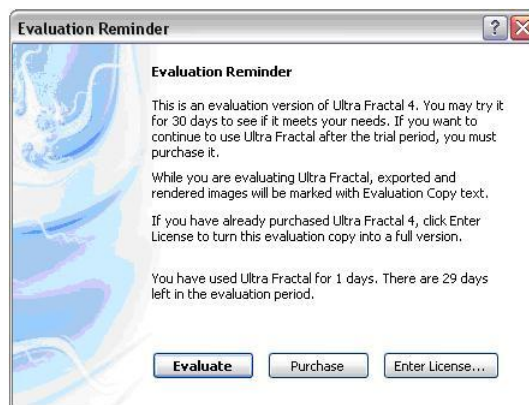 Evaluation Reminder
Evaluation Reminder
This is an evaluation version of Ultra Fractal 4. You may try it
for 30 days to see if it meets your needs. If you want to
continue to use Ultra Fractal after the trial period, you must
purchase it.
While you are evaluating Ultra Fractal, exported and
rendered images will be marked with Evaluation Copy text.
If you have already purchased Ultra Fractal 4, click Enter
License to turn this evaluation copy into a full version.
You have used Ultra Fractal for 1 days. There are 29 days
left in the evaluation period.
Evaluate Purchase Enter License...